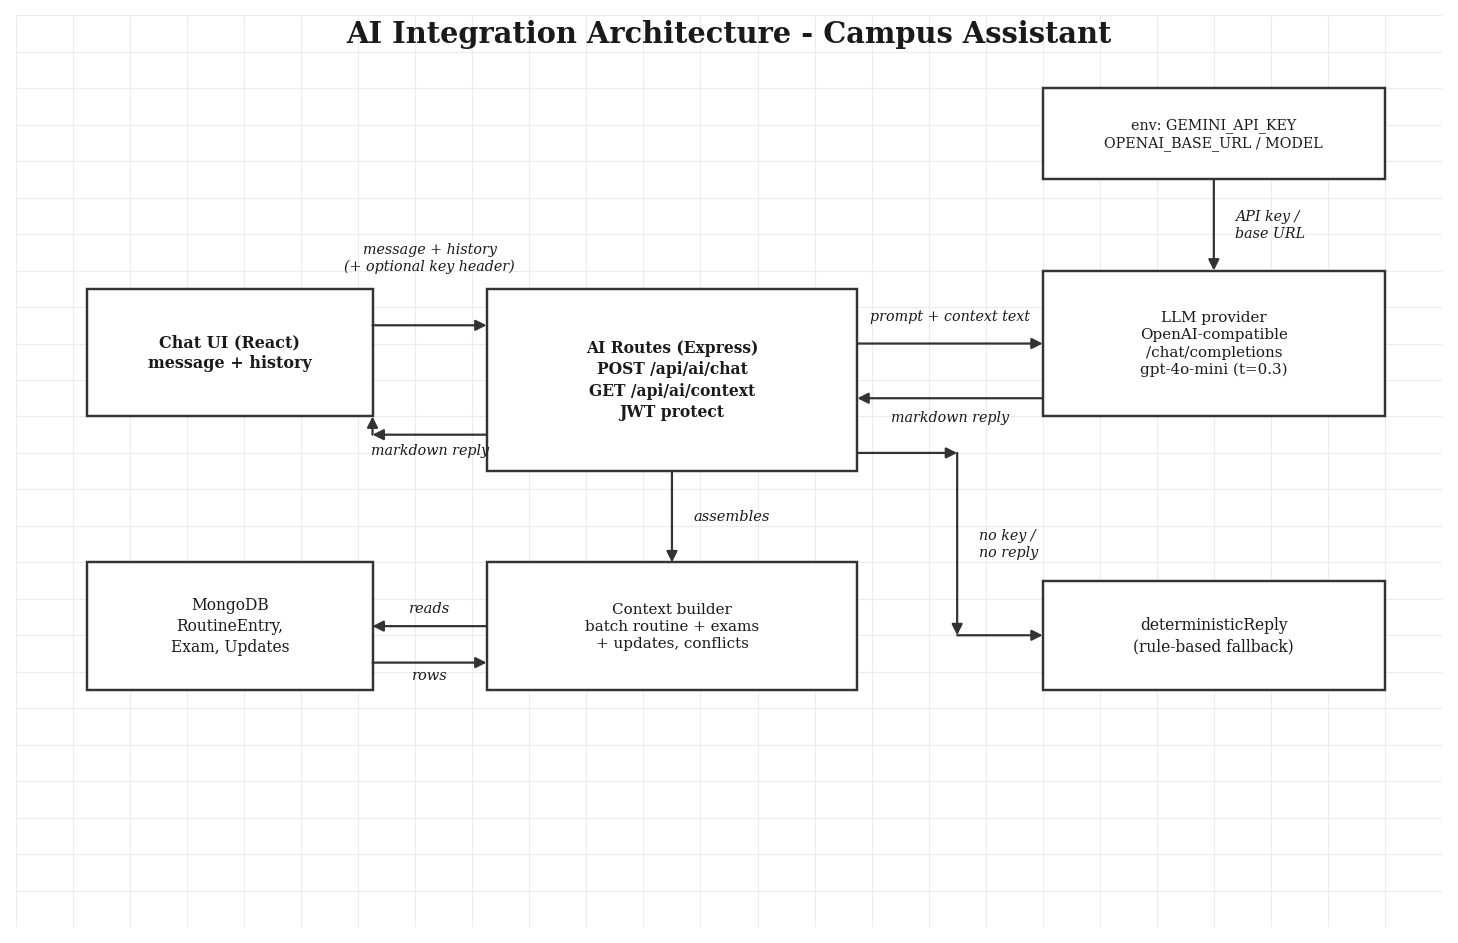 AI Integration Architecture - Campus Assistant
env: GEMINI_API_KEY
OPENAI_BASE_URL / MODEL
API key /
base URL
message + history
(+ optional key header)
Chat UI (React)
message + history
AI Routes (Express)
POST /api/ai/chat
GET /api/ai/context
JWT protect
prompt + context text
LLM provider
OpenAI-compatible
/chat/completions
gpt-4o-mini (t=0.3)
markdown reply
markdown reply
assembles
no key /
no reply
MongoDB
RoutineEntry,
Exam, Updates
reads
rows
Context builder
batch routine + exams
+ updates, conflicts
deterministicReply
(rule-based fallback)